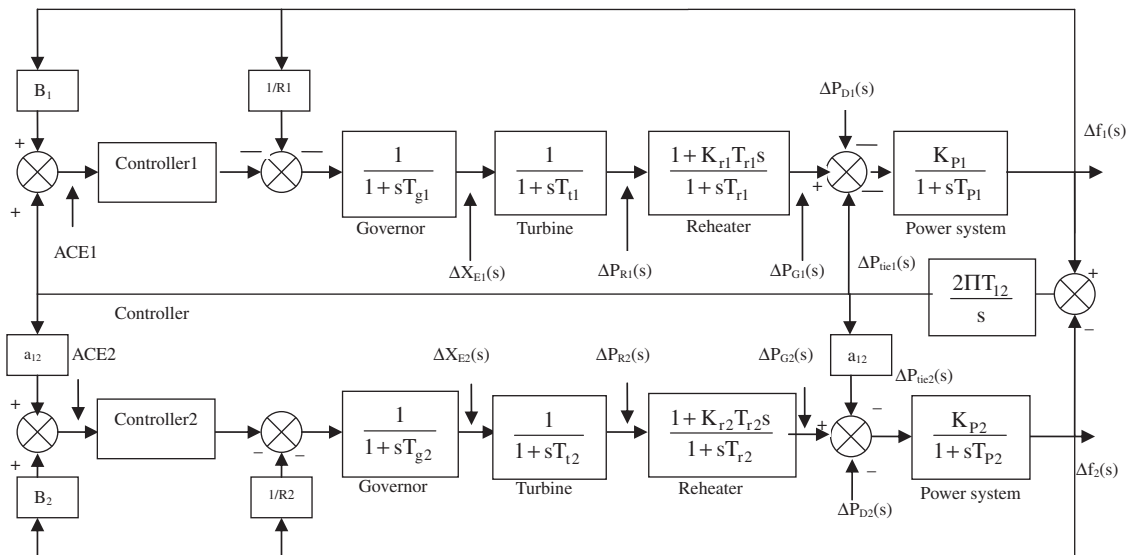 B₁
1/R1
ΔP_D1(s)
Δf₁(s)
+
Controller1
1
1 + sT_g1
1
1 + sT_t1
1 + K_r1T_r1s
1 + sT_r1
K_P1
1 + sT_P1
— — — —
+ +
Governor
Turbine
Reheater
Power system
ACE1
ΔX_E1(s)
ΔP_R1(s)
ΔP_G1(s)
ΔP_tie1(s)
+
2ΠT₁₂
s
−
Controller
a₁₂
ACE2
ΔX_E2(s)
ΔP_R2(s)
ΔP_G2(s)
a₁₂
ΔP_tie2(s)
+
Controller2
− −
1
1 + sT_g2
1
1 + sT_t2
1 + K_r2T_r2s
1 + sT_r2
+ − −
K_P2
1 + sT_P2
+
B₂
1/R2
Governor
Turbine
Reheater
Power system
Δf₂(s)
ΔP_D2(s)